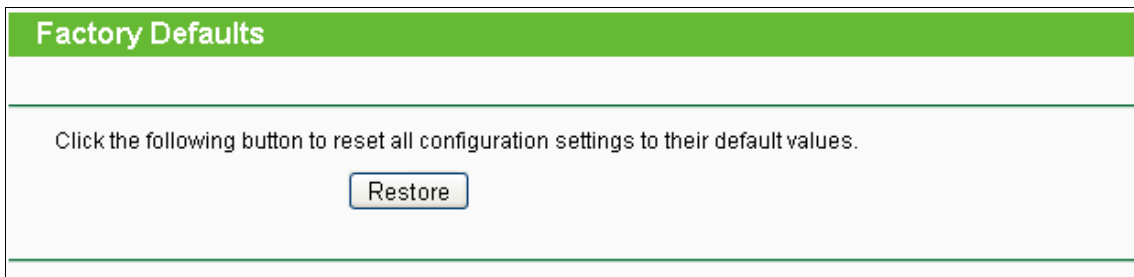 Factory Defaults
Click the following button to reset all configuration settings to their default values.
Restore